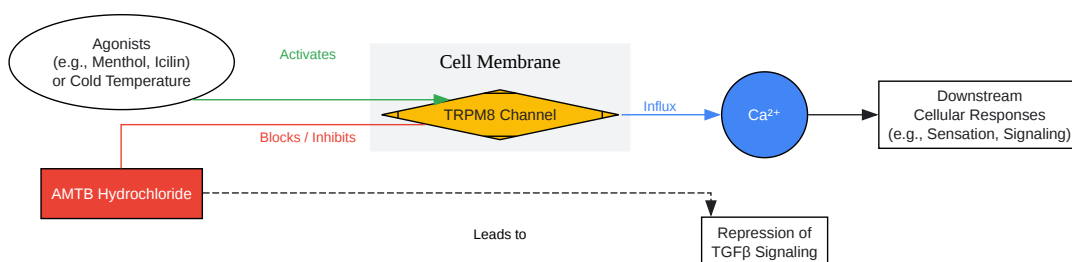 Agonists
(e.g., Menthol, Icilin)
or Cold Temperature
Activates
Cell Membrane
TRPM8 Channel
Influx
Ca²⁺
Downstream
Cellular Responses
(e.g., Sensation, Signaling)
Blocks / Inhibits
AMTB Hydrochloride
Leads to
Repression of
TGFβ Signaling